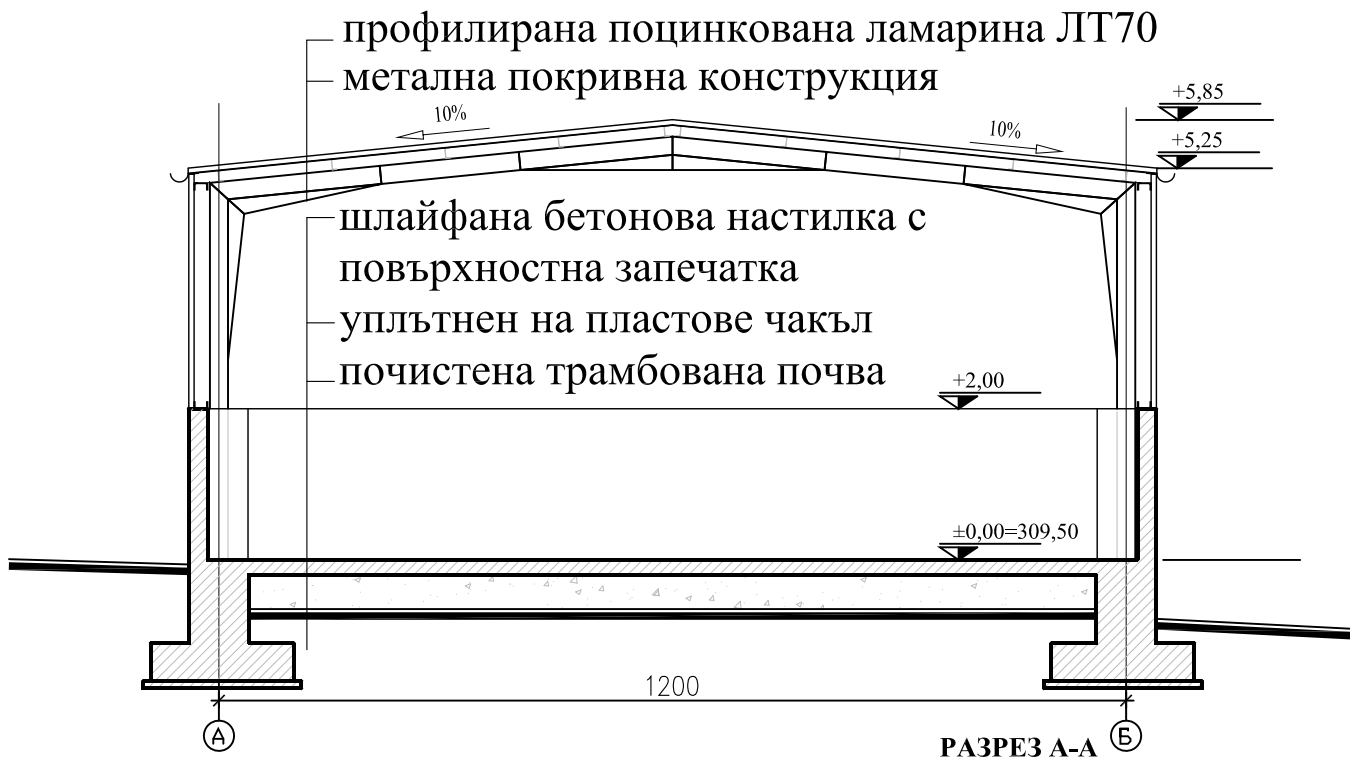 профилирана поцинкована ламарина ЛТ70
метална покривна конструкция
+5,85
10%
10%
+5,25
шлайфана бетонова настилка с
повърхностна запечатка
уплътнен на пластове чакъл
почистена трамбована почва
+2,00
±0,00=309,50
1200
А
Б
РАЗРЕЗ А-А